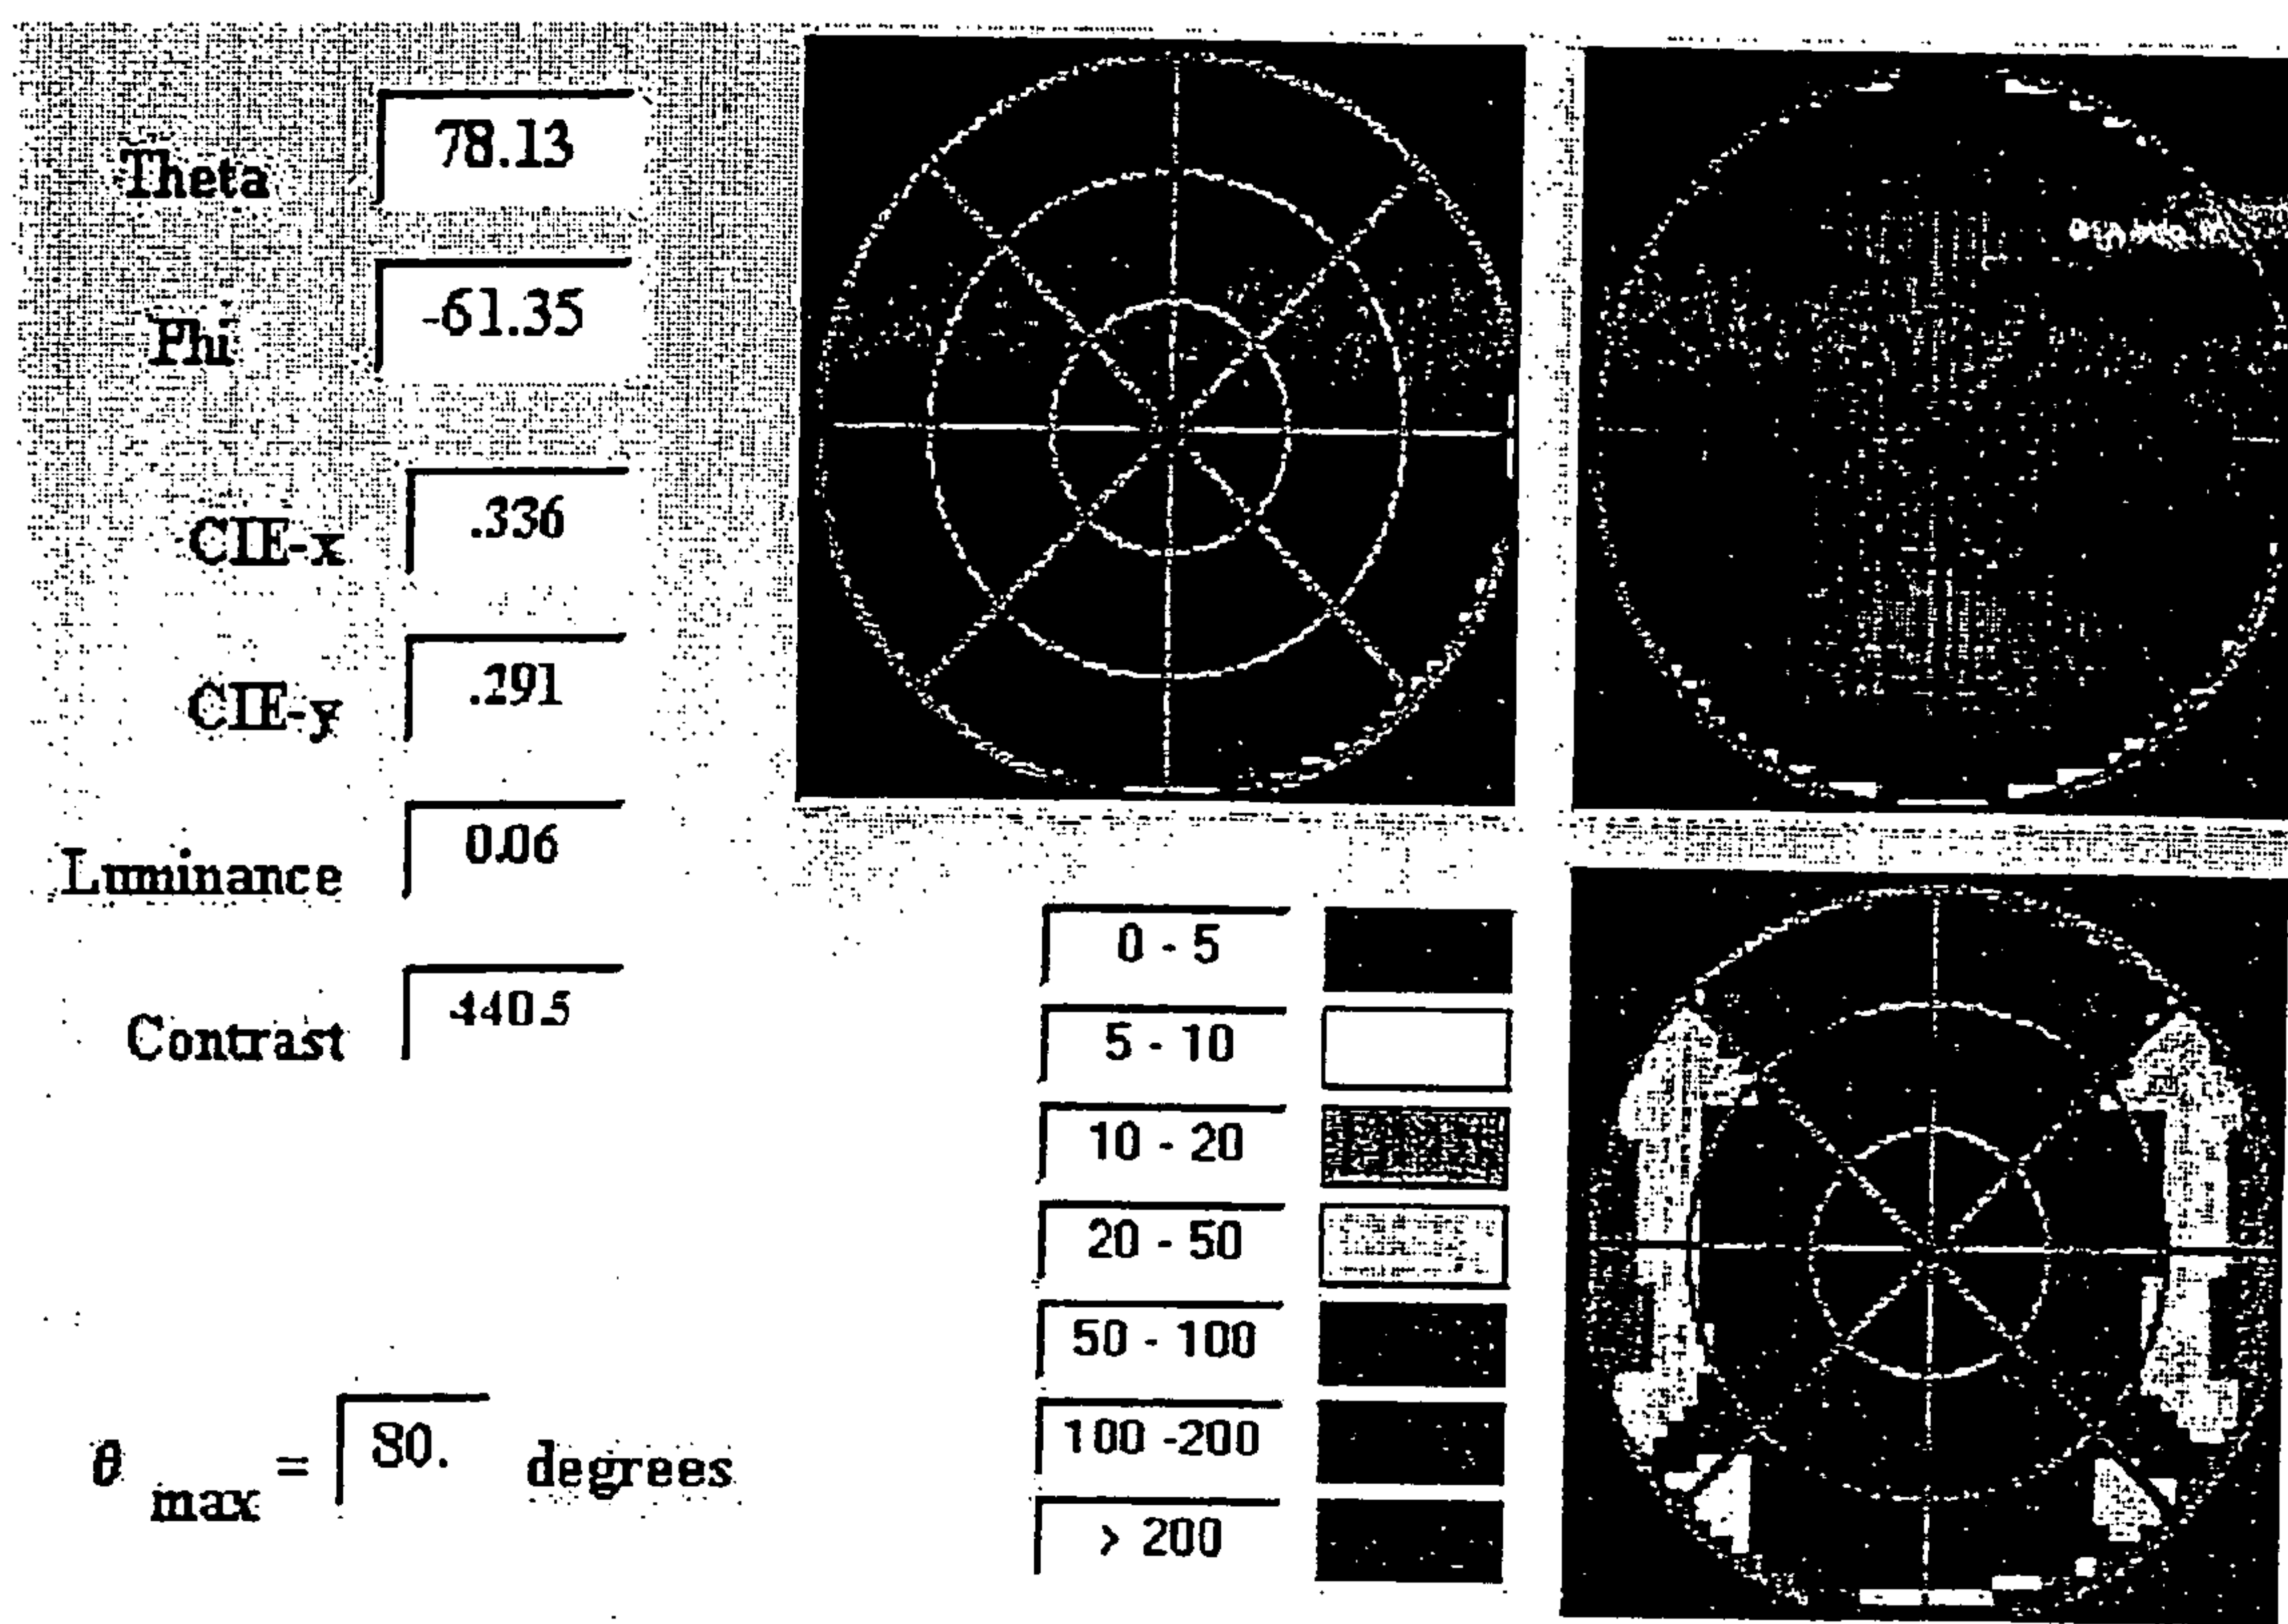 Theta 78.13
Phi -61.35
CIE-x .336
CIE-y .291
Luminance 0.06
Contrast 440.5
0 - 5
5 - 10
10 - 20
20 - 50
50 - 100
100 -200
> 200
θ max = 80. degrees